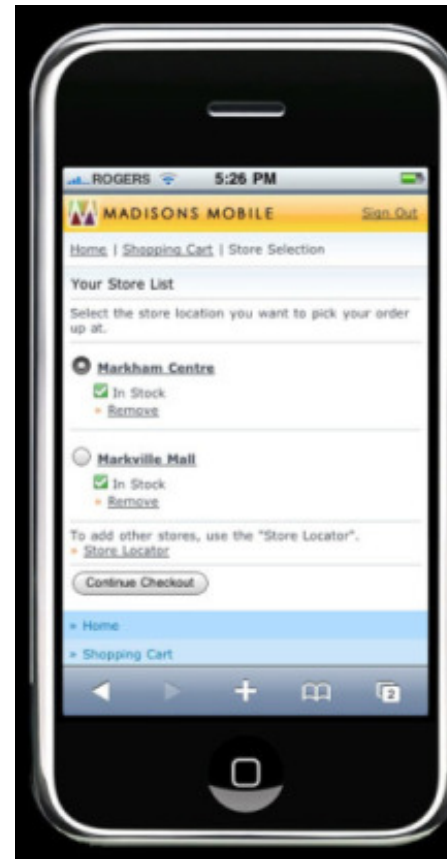 ROGERS 5:26 PM
MADISONS MOBILE Sign Out
Home | Shopping Cart | Store Selection
Your Store List
Select the store location you want to pick your order
up at.
Markham Centre
In Stock
» Remove
Markville Mall
In Stock
» Remove
To add other stores, use the "Store Locator".
» Store Locator
Continue Checkout
» Home
» Shopping Cart
2